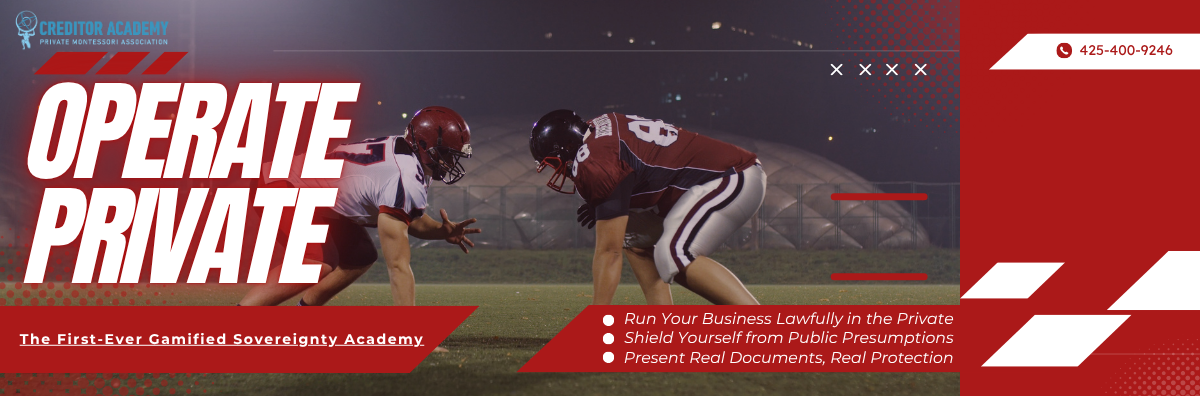 CREDITOR ACADEMY
PRIVATE MONTESSORI ASSOCIATION
425-400-9246
OPERATE
PRIVATE
The First-Ever Gamified Sovereignty Academy
Run Your Business Lawfully in the Private
Shield Yourself from Public Presumptions
Present Real Documents, Real Protection